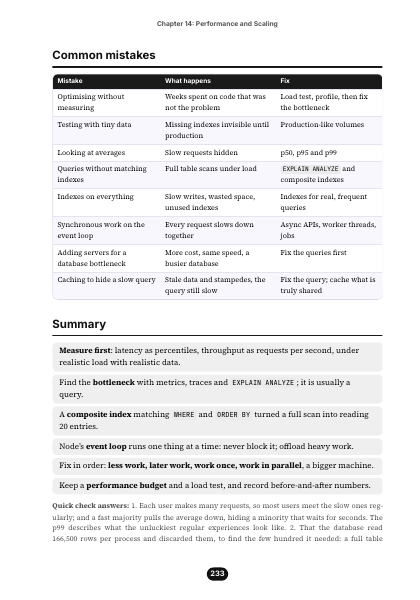 Chapter 14: Performance and Scaling
Common mistakes
Mistake What happens Fix
Optimising without measuring Weeks spent on code that was not the problem Load test, profile, then fix the bottleneck
Testing with tiny data Missing indexes invisible until production Production-like volumes
Looking at averages Slow requests hidden p50, p95 and p99
Queries without matching indexes Full table scans under load EXPLAIN ANALYZE and composite indexes
Indexes on everything Slow writes, wasted space, unused indexes Indexes for real, frequent queries
Synchronous work on the event loop Every request slows down together Async APIs, worker threads, jobs
Adding servers for a database bottleneck More cost, same speed, a busier database Fix the queries first
Caching to hide a slow query Stale data and stampedes, the query still slow Fix the query; cache what is truly shared
Summary
Measure first: latency as percentiles, throughput as requests per second, under
realistic load with realistic data.
Find the bottleneck with metrics, traces and EXPLAIN ANALYZE; it is usually a
query.
A composite index matching WHERE and ORDER BY turned a full scan into reading
20 entries.
Node's event loop runs one thing at a time: never block it; offload heavy work.
Fix in order: less work, later work, work once, work in parallel, a bigger machine.
Keep a performance budget and a load test, and record before-and-after numbers.
Quick check answers: 1. Each user makes many requests, so most users meet the slow ones reg-
ularly; and a fast majority pulls the average down, hiding a minority that waits for seconds. The
p99 describes what the unluckiest regular experiences look like. 2. That the database read
166,500 rows per process and discarded them, to find the few hundred it needed: a full table
233